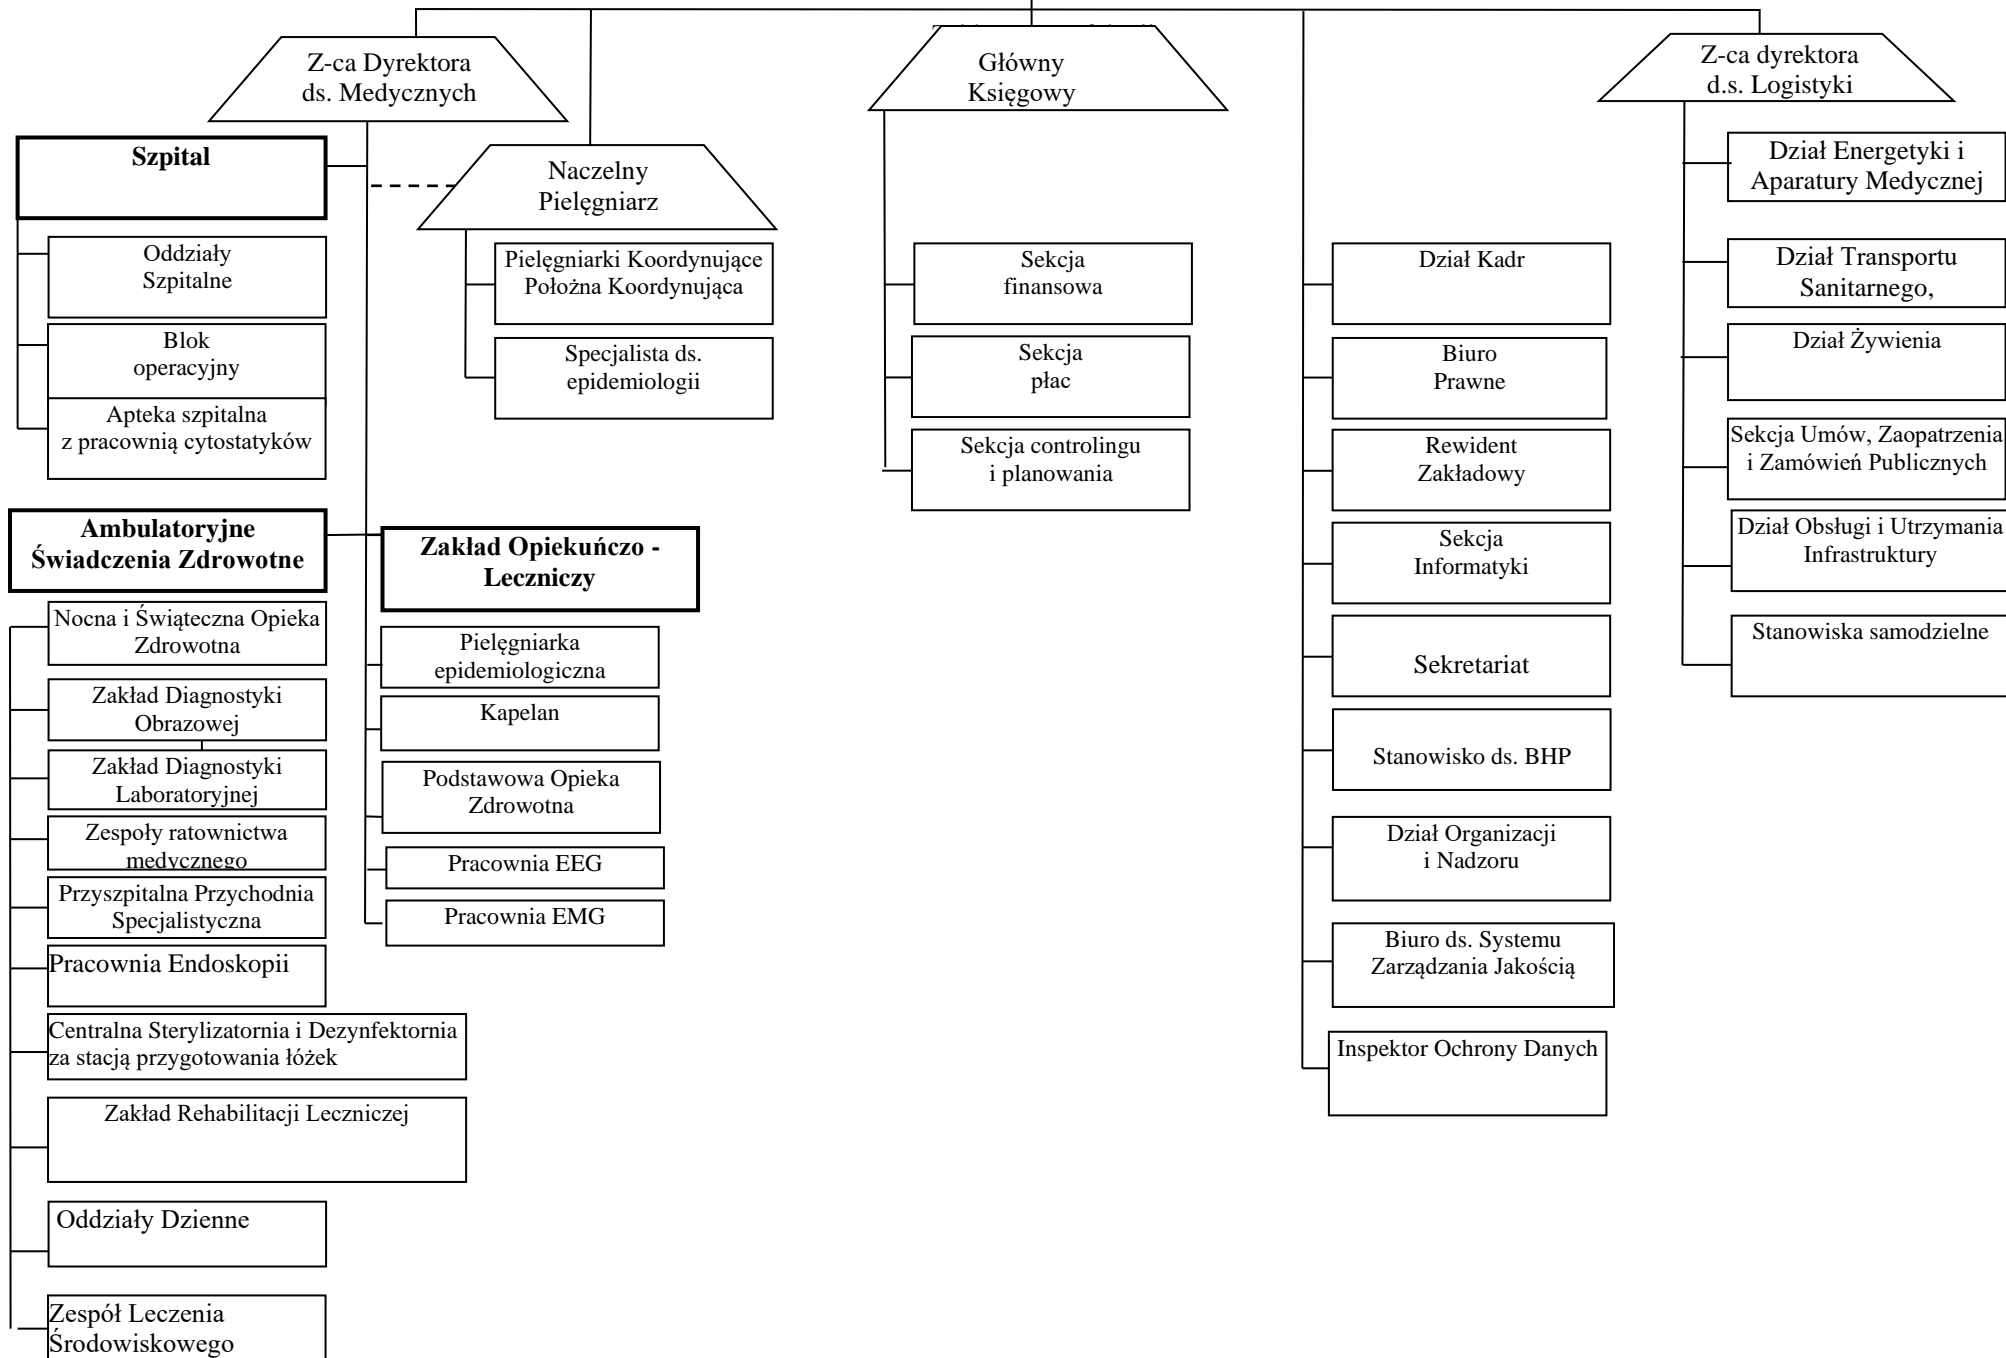 Z-ca Dyrektora
ds. Medycznych
Główny
Księgowy
Z-ca dyrektora
d.s. Logistyki
Szpital
Naczelny
Pielęgniarz
Oddziały
Szpitalne
Blok
operacyjny
Apteka szpitalna
z pracownią cytostatyków
Pielęgniarki Koordynujące
Położna Koordynująca
Specjalista ds.
epidemiologii
Ambulatoryjne
Świadczenia Zdrowotne
Zakład Opiekuńczo -
Leczniczy
Nocna i Świąteczna Opieka
Zdrowotna
Zakład Diagnostyki
Obrazowej
Zakład Diagnostyki
Laboratoryjnej
Zespoły ratownictwa
medycznego
Przyszpitalna Przychodnia
Specjalistyczna
Pracownia Endoskopii
Centralna Sterylizatornia i Dezynfektornia
za stacją przygotowania łóżek
Zakład Rehabilitacji Leczniczej
Oddziały Dzienne
Zespół Leczenia
Środowiskowego
Pielęgniarka
epidemiologiczna
Kapelan
Podstawowa Opieka
Zdrowotna
Pracownia EEG
Pracownia EMG
Sekcja
finansowa
Sekcja
płac
Sekcja controlingu
i planowania
Dział Kadr
Biuro
Prawne
Rewident
Zakładowy
Sekcja
Informatyki
Sekretariat
Stanowisko ds. BHP
Dział Organizacji
i Nadzoru
Biuro ds. Systemu
Zarządzania Jakością
Inspektor Ochrony Danych
Dział Energetyki i
Aparatury Medycznej
Dział Transportu
Sanitarnego,
Dział Żywienia
Sekcja Umów, Zaopatrzenia
i Zamówień Publicznych
Dział Obsługi i Utrzymania
Infrastruktury
Stanowiska samodzielne